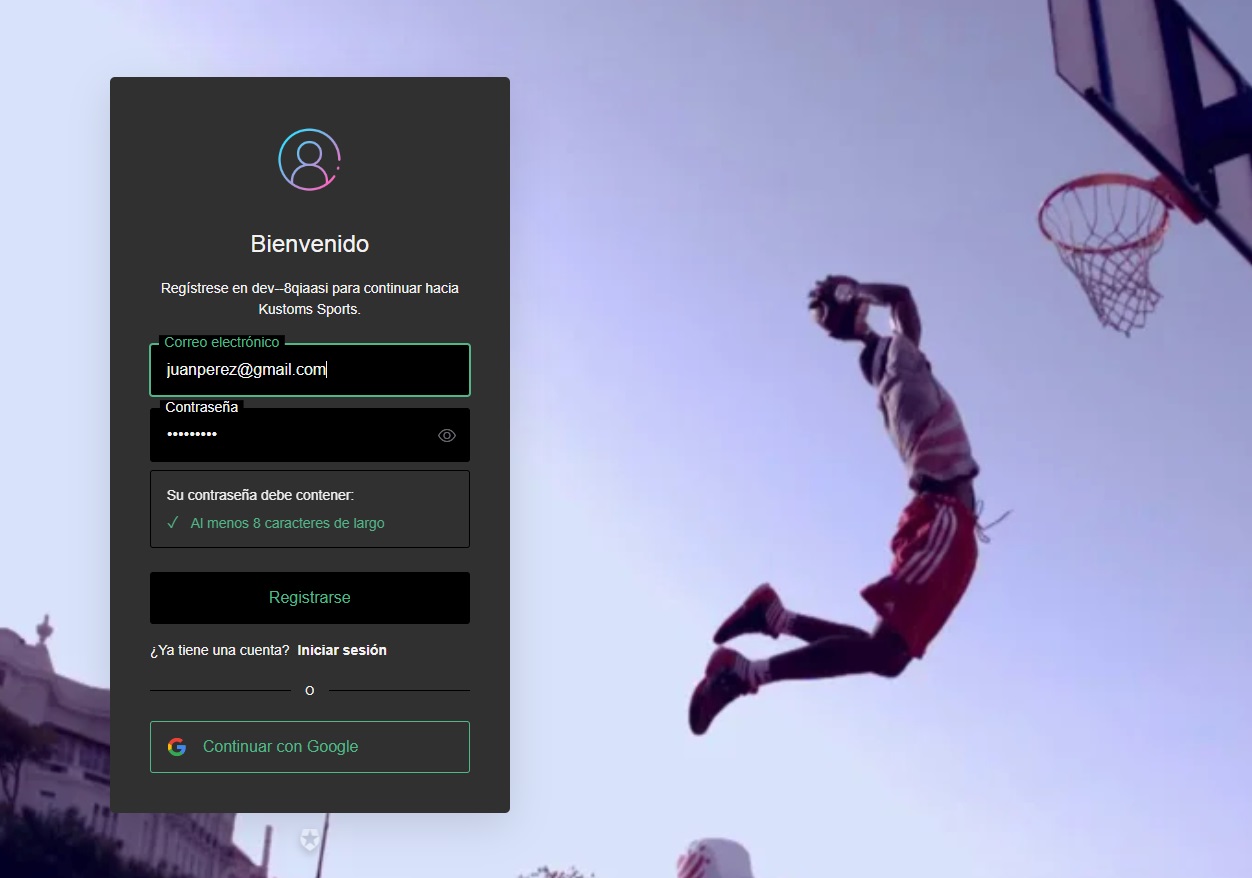 Bienvenido
Regístrese en dev--8qiaasi para continuar hacia
Kustoms Sports.
Correo electrónico
juanperez@gmail.com
Contraseña
•••••••••
Su contraseña debe contener:
✓ Al menos 8 caracteres de largo
Registrarse
¿Ya tiene una cuenta? Iniciar sesión
O
Continuar con Google